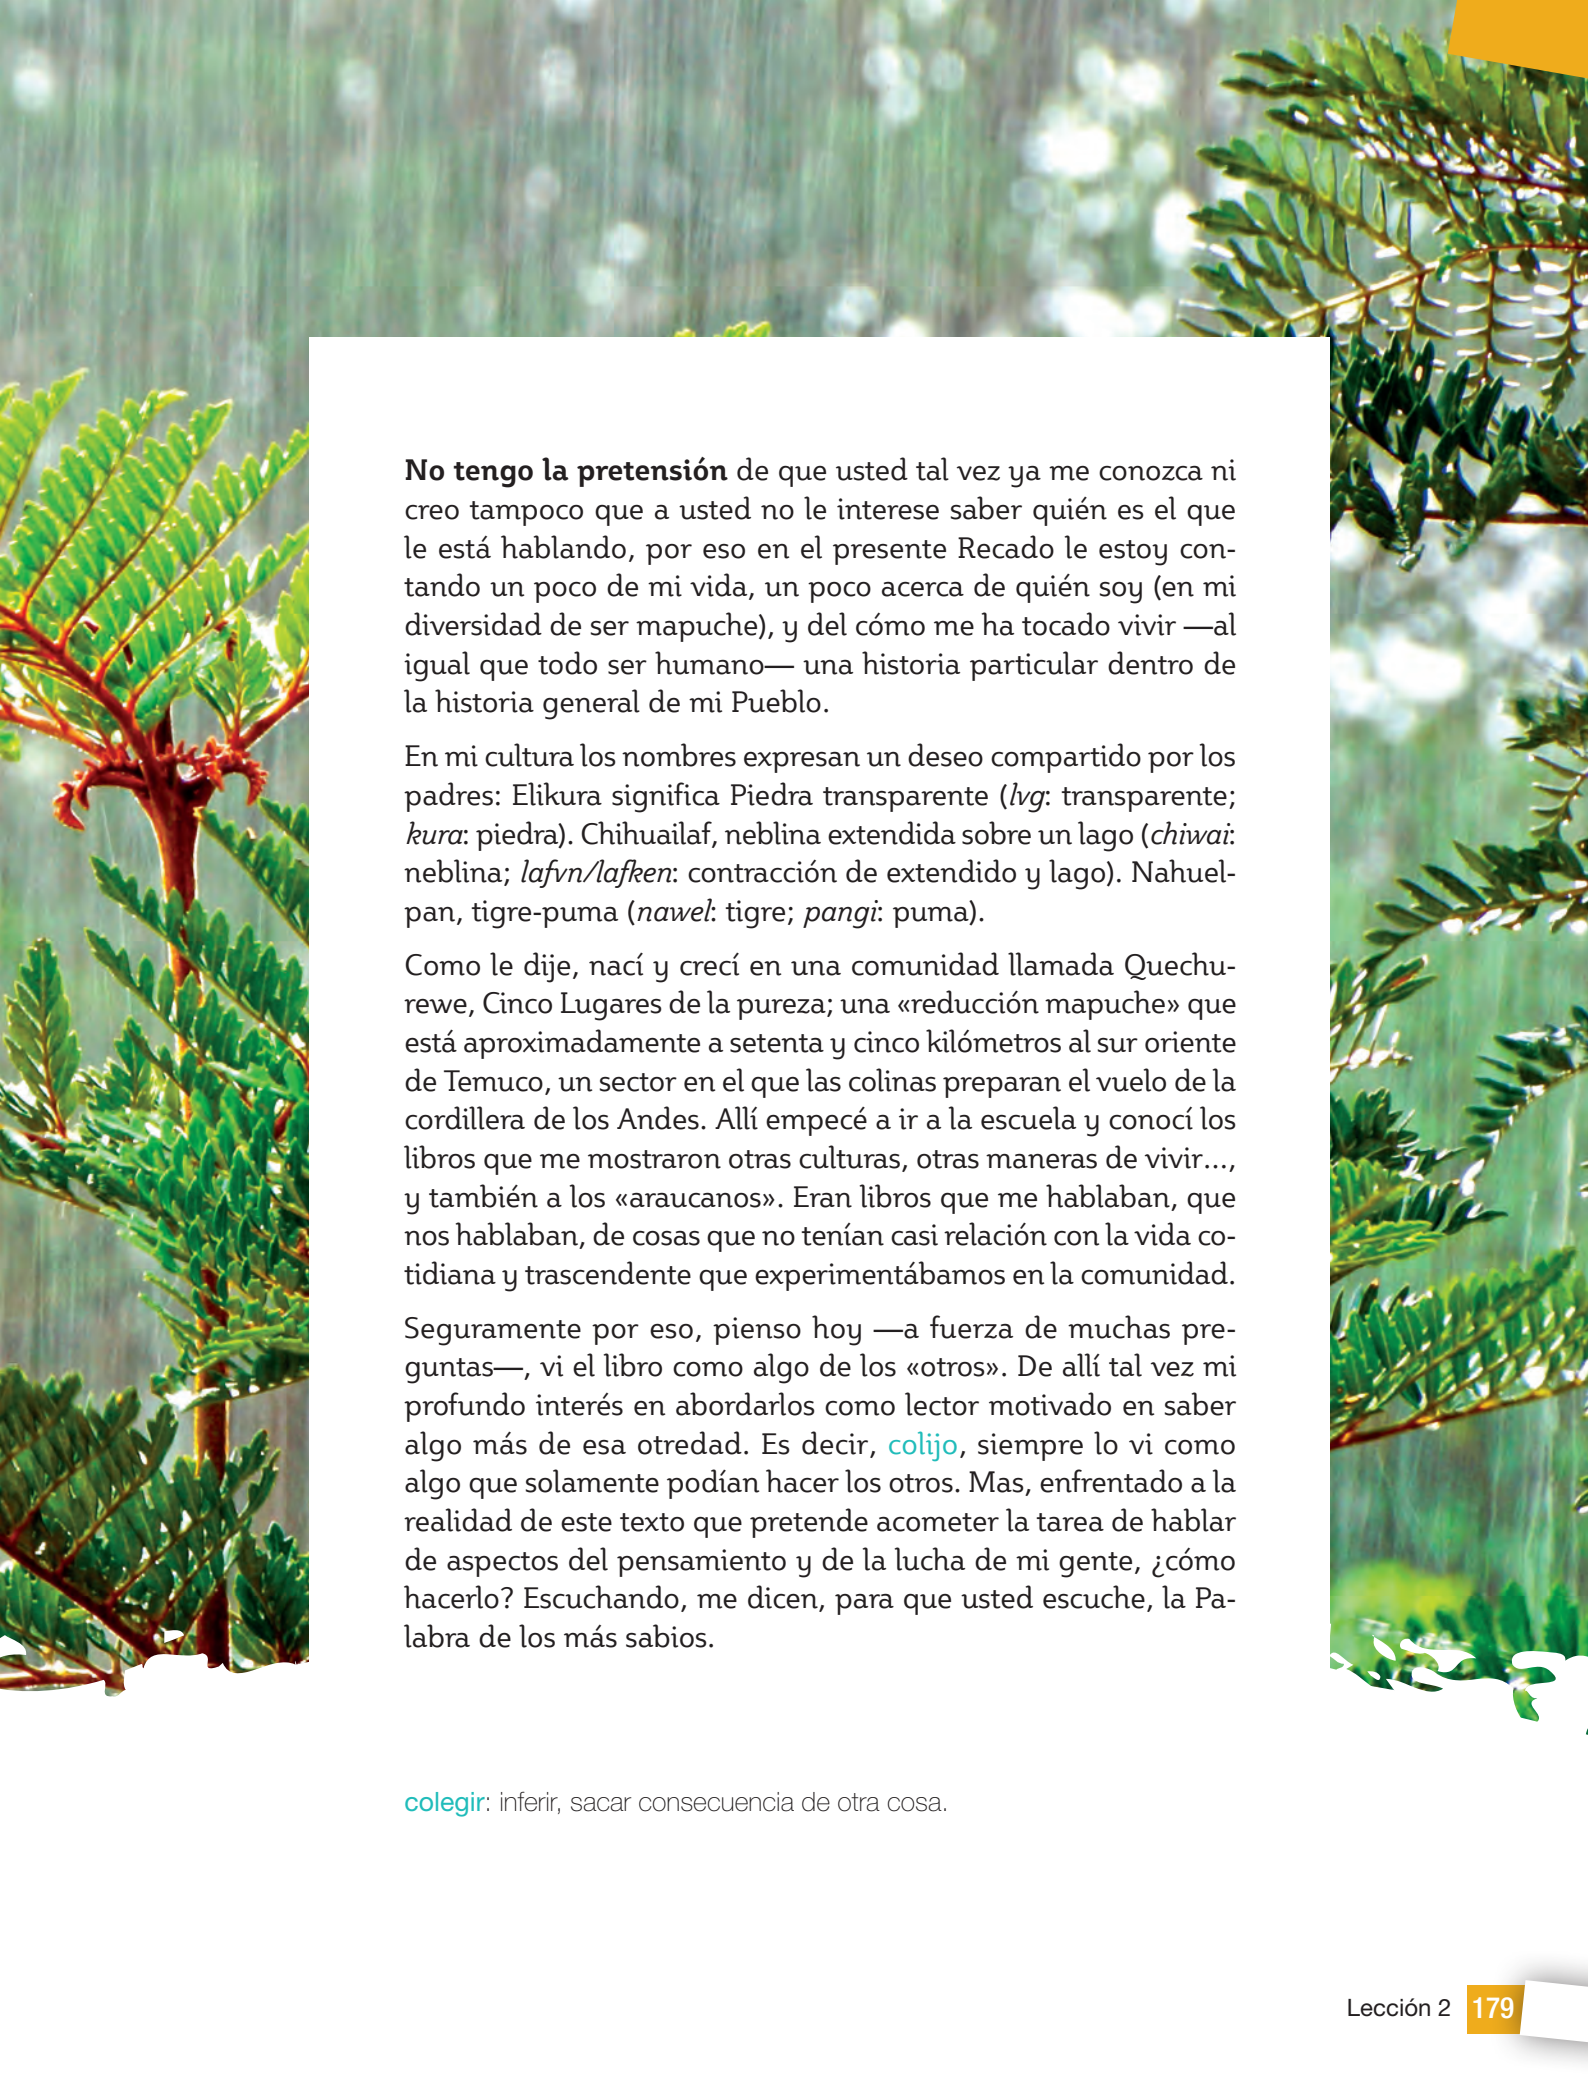 No tengo la pretensión de que usted tal vez ya me conozca ni
creo tampoco que a usted no le interese saber quién es el que
le está hablando, por eso en el presente Recado le estoy con-
tando un poco de mi vida, un poco acerca de quién soy (en mi
diversidad de ser mapuche), y del cómo me ha tocado vivir —al
igual que todo ser humano— una historia particular dentro de
la historia general de mi Pueblo.
En mi cultura los nombres expresan un deseo compartido por los
padres: Elikura significa Piedra transparente (lvg: transparente;
kura: piedra). Chihuailaf, neblina extendida sobre un lago (chiwai:
neblina; lafvn/lafken: contracción de extendido y lago). Nahuel-
pan, tigre-puma (nawel: tigre; pangi: puma).
Como le dije, nací y crecí en una comunidad llamada Quechu-
rewe, Cinco Lugares de la pureza; una «reducción mapuche» que
está aproximadamente a setenta y cinco kilómetros al sur oriente
de Temuco, un sector en el que las colinas preparan el vuelo de la
cordillera de los Andes. Allí empecé a ir a la escuela y conocí los
libros que me mostraron otras culturas, otras maneras de vivir...,
y también a los «araucanos». Eran libros que me hablaban, que
nos hablaban, de cosas que no tenían casi relación con la vida co-
tidiana y trascendente que experimentábamos en la comunidad.
Seguramente por eso, pienso hoy —a fuerza de muchas pre-
guntas—, vi el libro como algo de los «otros». De allí tal vez mi
profundo interés en abordarlos como lector motivado en saber
algo más de esa otredad. Es decir, colijo, siempre lo vi como
algo que solamente podían hacer los otros. Mas, enfrentado a la
realidad de este texto que pretende acometer la tarea de hablar
de aspectos del pensamiento y de la lucha de mi gente, ¿cómo
hacerlo? Escuchando, me dicen, para que usted escuche, la Pa-
labra de los más sabios.
colegir: inferir, sacar consecuencia de otra cosa.
Lección 2 179